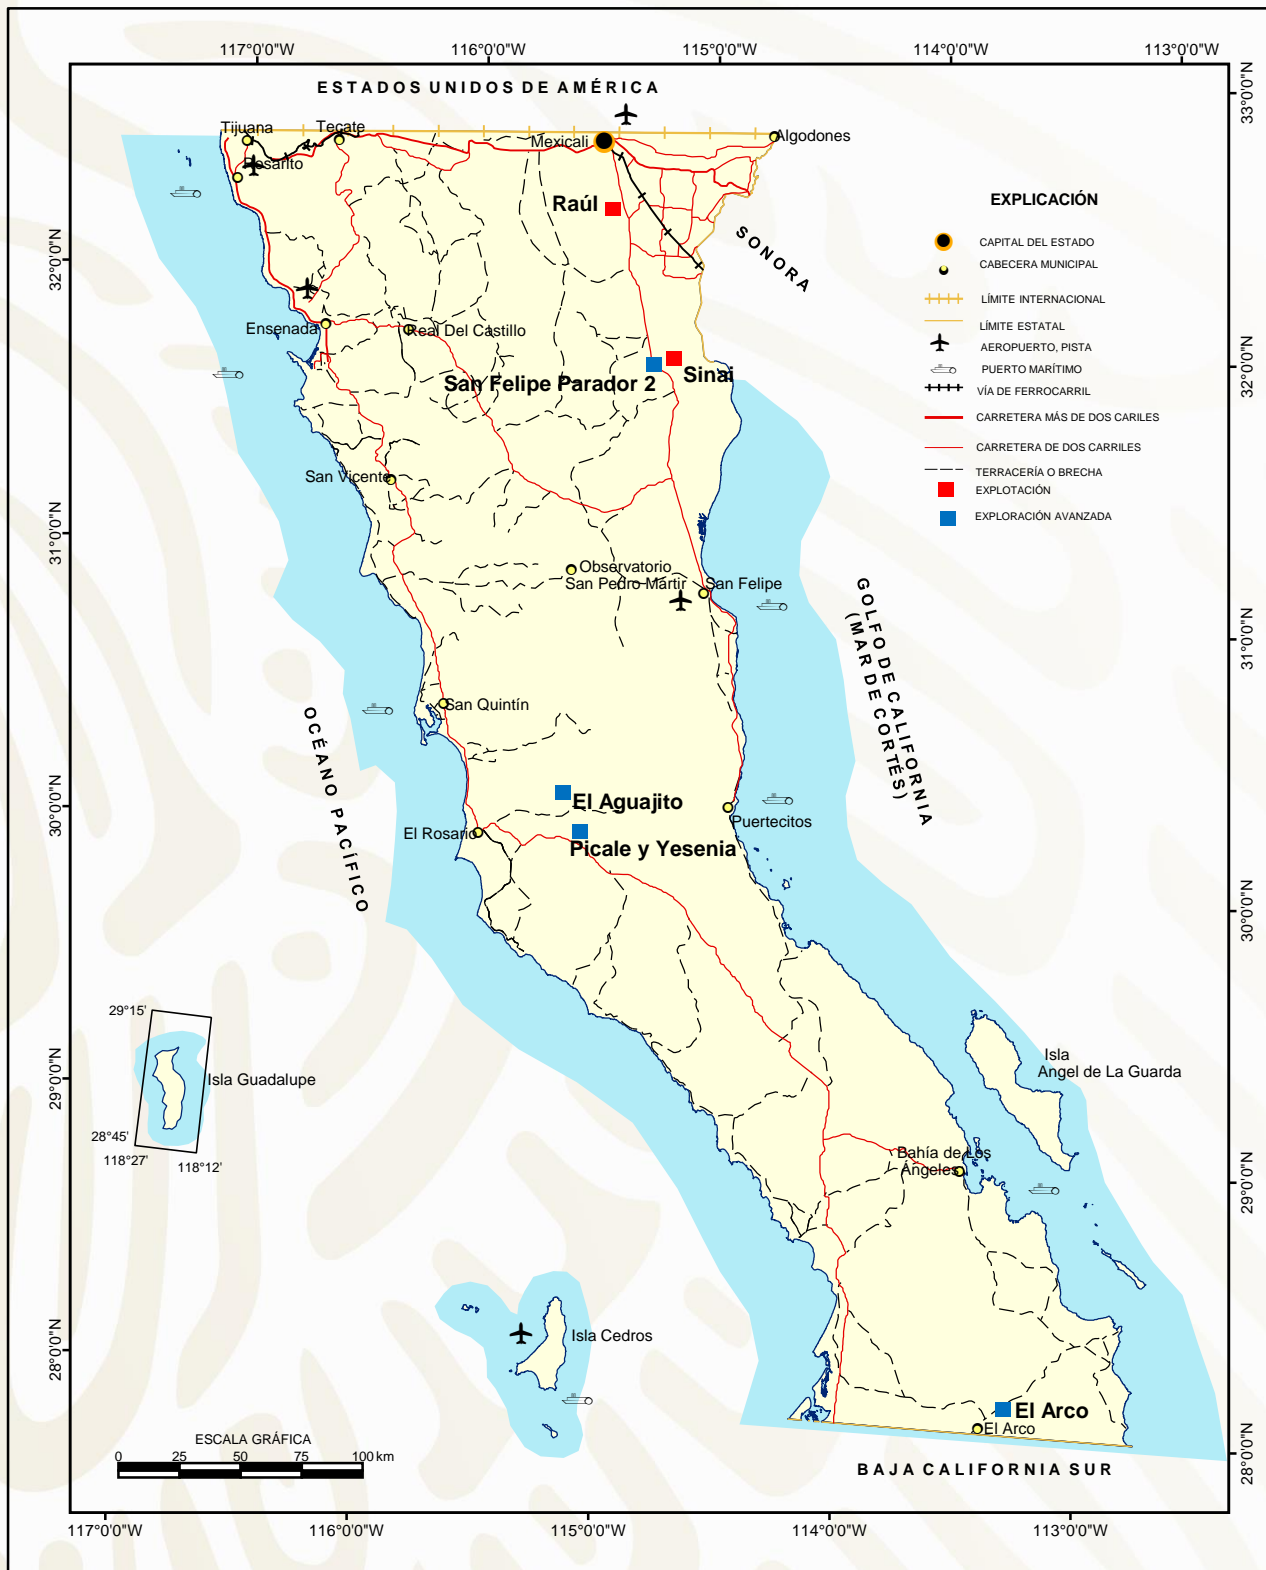 117°0'0"W
116°0'0"W
115°0'0"W
114°0'0"W
113°0'0"W
ESTADOS UNIDOS DE AMÉRICA
33°0'0"N
Tijuana
Tecate
Mexicali
Algodones
Rosarito
Raúl
EXPLICACIÓN
SONORA
CAPITAL DEL ESTADO
CABECERA MUNICIPAL
LÍMITE INTERNACIONAL
LÍMITE ESTATAL
AEROPUERTO, PISTA
PUERTO MARÍTIMO
VÍA DE FERROCARRIL
CARRETERA MÁS DE DOS CARILES
CARRETERA DE DOS CARRILES
TERRACERÍA O BRECHA
EXPLOTACIÓN
EXPLORACIÓN AVANZADA
32°0'0"N
32°0'0"N
Ensenada
Real Del Castillo
San Felipe Parador 2
Sinai
San Vicente
31°0'0"N
31°0'0"N
Observatorio
San Pedro Mártir
San Felipe
GOLFO DE CALIFORNIA
(MAR DE CORTÉS)
San Quintín
OCÉANO PACÍFICO
30°0'0"N
30°0'0"N
El Aguajito
Puertecitos
El Rosario
Picale y Yesenia
29°15'
Isla Guadalupe
28°45'
118°27'
118°12'
29°0'0"N
29°0'0"N
Isla
Angel de La Guarda
Bahía de Los
Ángeles
Isla Cedros
28°0'0"N
28°0'0"N
El Arco
El Arco
BAJA CALIFORNIA SUR
ESCALA GRÁFICA
0 25 50 75 100 km
117°0'0"W
116°0'0"W
115°0'0"W
114°0'0"W
113°0'0"W